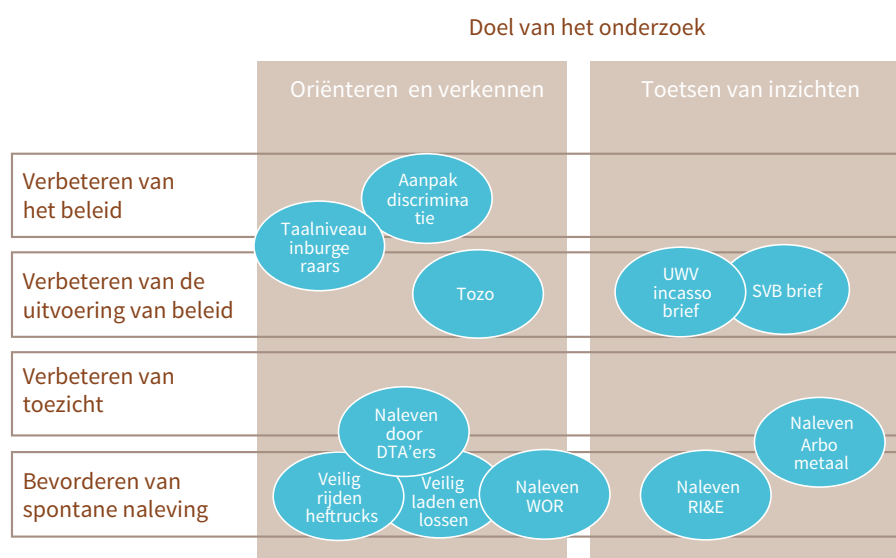 Doel van het onderzoek
Oriënteren en verkennen
Toetsen van inzichten
Verbeteren van
het beleid
Aanpak
discrimina
tie
Taalniveau
inburge
raars
Verbeteren van de
uitvoering van beleid
Tozo
UWV
incasso
brief
SVB brief
Verbeteren van
toezicht
Naleven
door
DTA'ers
Naleven
Arbo
metaal
Bevorderen van
spontane naleving
Veilig
rijden
heftrucks
Veilig
laden en
lossen
Naleven
WOR
Naleven
RI&E